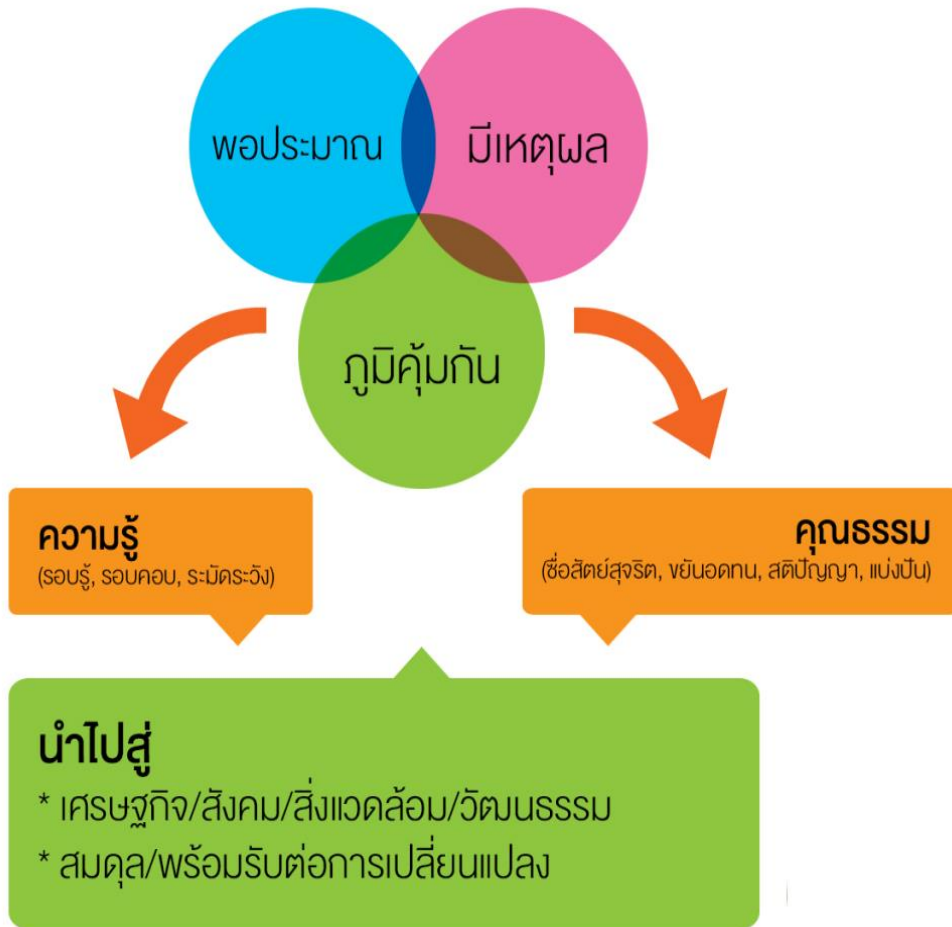 พอประมาณ
มีเหตุผล
ภูมิคุ้มกัน
ความรู้
(รอบรู้, รอบคอบ, ระมัดระวัง)
คุณธรรม
(ซื่อสัตย์สุจริต, ขยันอดทน, สติปัญญา, แบ่งปัน)
นำไปสู่
* เศรษฐกิจ/สังคม/สิ่งแวดล้อม/วัฒนธรรม
* สมดุล/พร้อมรับต่อการเปลี่ยนแปลง